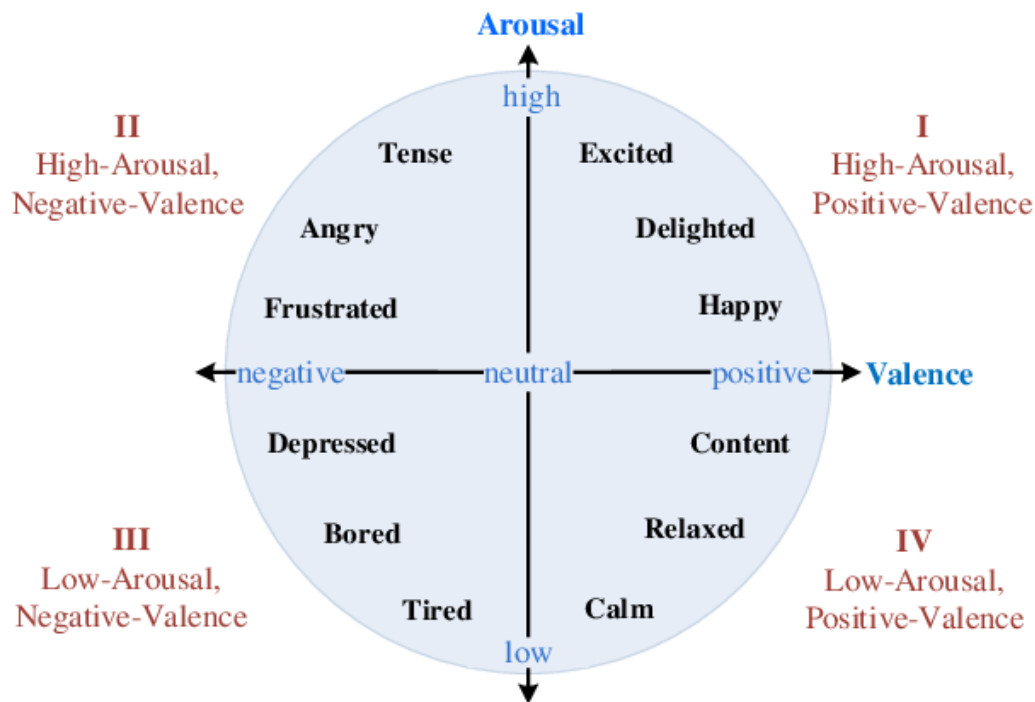 Arousal
high
II
High-Arousal,
Negative-Valence
I
High-Arousal,
Positive-Valence
Tense
Excited
Angry
Delighted
Frustrated
Happy
negative
neutral
positive
Valence
Depressed
Content
Bored
Relaxed
III
Low-Arousal,
Negative-Valence
IV
Low-Arousal,
Positive-Valence
Tired
Calm
low